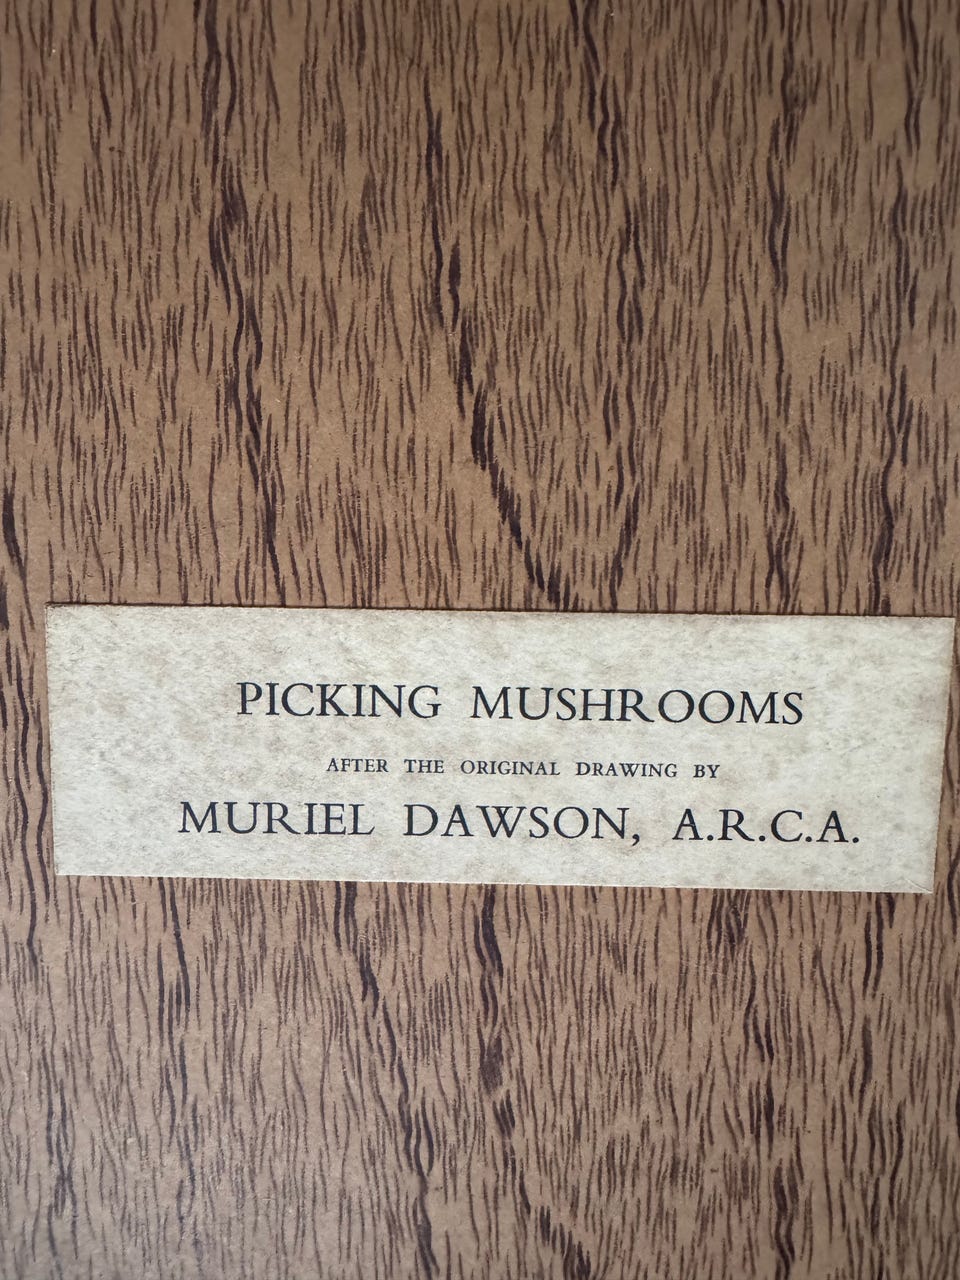 PICKING MUSHROOMS
AFTER THE ORIGINAL DRAWING BY
MURIEL DAWSON, A.R.C.A.